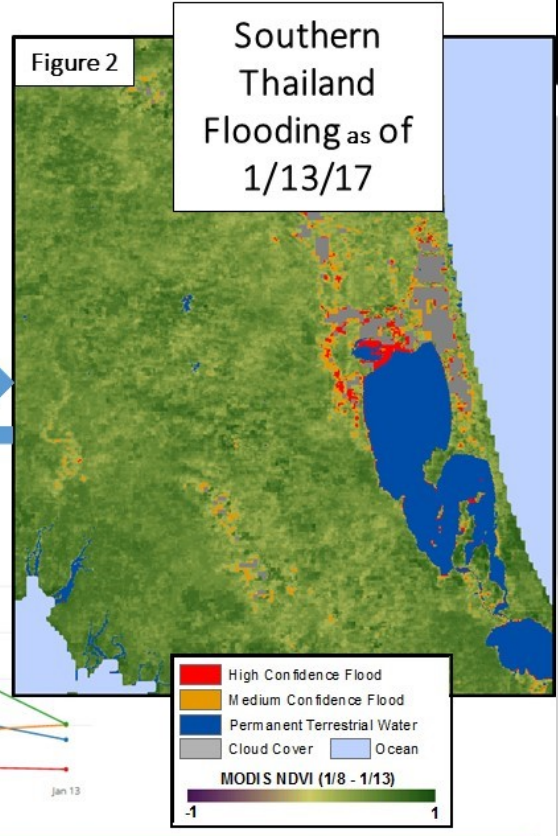 Figure 2
Southern
Thailand
Flooding as of
1/13/17
High Confidence Flood
Medium Confidence Flood
Permanent Terrestrial Water
Cloud Cover Ocean
MODIS NDVI (1/8 - 1/13)
-1 1
Jan 13